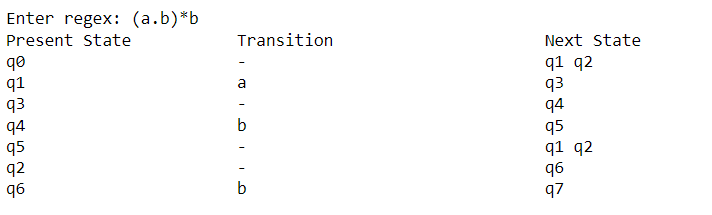 Enter regex: (a.b)*b
Present State Transition Next State
q0 - q1 q2
q1 a q3
q3 - q4
q4 b q5
q5 - q1 q2
q2 - q6
q6 b q7